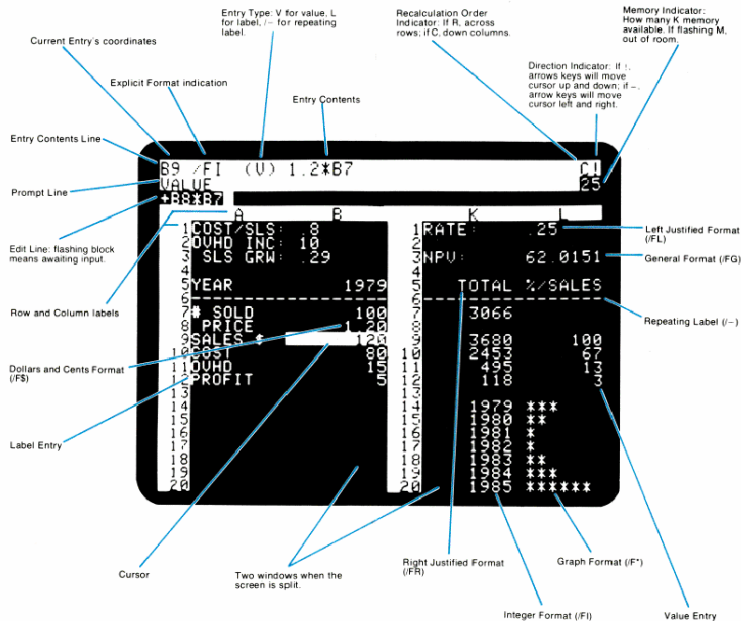 Entry Type: V for value, L
for label, /– for repeating
label.
Recalculation Order
Indicator: If R, across
rows; if C, down columns.
Memory Indicator:
How many K memory
available. If flashing M,
out of room.
Current Entry's coordinates
Explicit Format indication
Entry Contents
Direction Indicator: If !,
arrows keys will move
cursor up and down; if –,
arrow keys will move
cursor left and right.
Entry Contents Line
Prompt Line
Edit Line: flashing block
means awaiting input.
Row and Column labels
Dollars and Cents Format
(/F$)
Label Entry
B9 /FI (V) 1.2*B7 C!
VALUE 25
+B8*B7
A B K L
1 COST/SLS: .8 1 RATE: .25
2 OVHD INC: 10 2
3 SLS GRW: .29 3 NPV: 62.0151
4 4
5 YEAR 1979 5 TOTAL %/SALES
6 ------------------ 6 ------------------
7 # SOLD 100 7 3066
8 PRICE 1.20 8
9 SALES $ 120 9 3680 100
10 COST 80 10 2453 67
11 OVHD 15 11 495 13
12 PROFIT 5 12 118 3
13 13
14 14 1979 ***
15 15 1980 **
16 16 1981 *
17 17 1982 *
18 18 1983 **
19 19 1984 ***
20 20 1985 ******
Left Justified Format
(/FL)
General Format (/FG)
Repeating Label (/–)
Cursor
Two windows when the
screen is split.
Right Justified Format
(/FR)
Graph Format (/F*)
Integer Format (/FI)
Value Entry